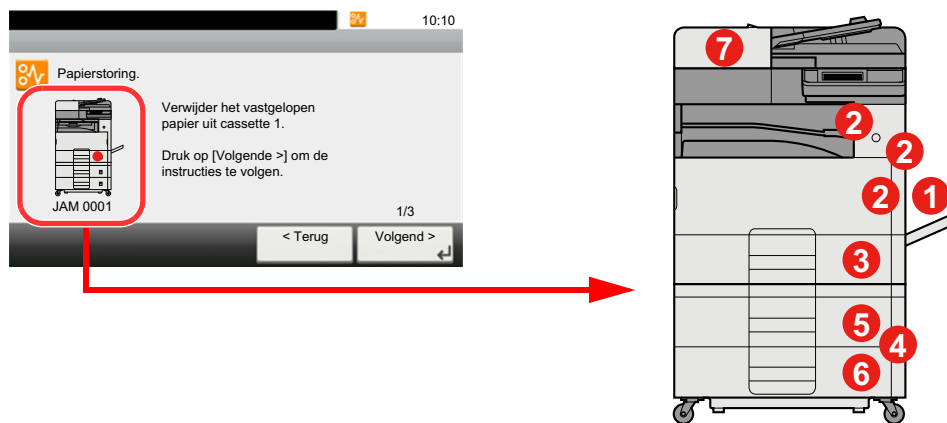 10:10
Papierstoring.
Verwijder het vastgelopen
papier uit cassette 1.
Druk op [Volgende >] om de
instructies te volgen.
JAM 0001
1/3
< Terug
Volgend >
7
2
2
2
1
3
5
4
6